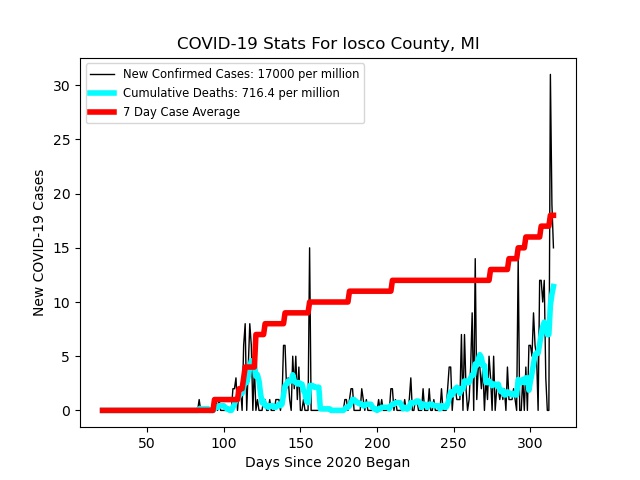 COVID-19 Stats For Iosco County, MI
New Confirmed Cases: 17000 per million
Cumulative Deaths: 716.4 per million
7 Day Case Average
New COVID-19 Cases
30
25
20
15
10
5
0
50 100 150 200 250 300
Days Since 2020 Began